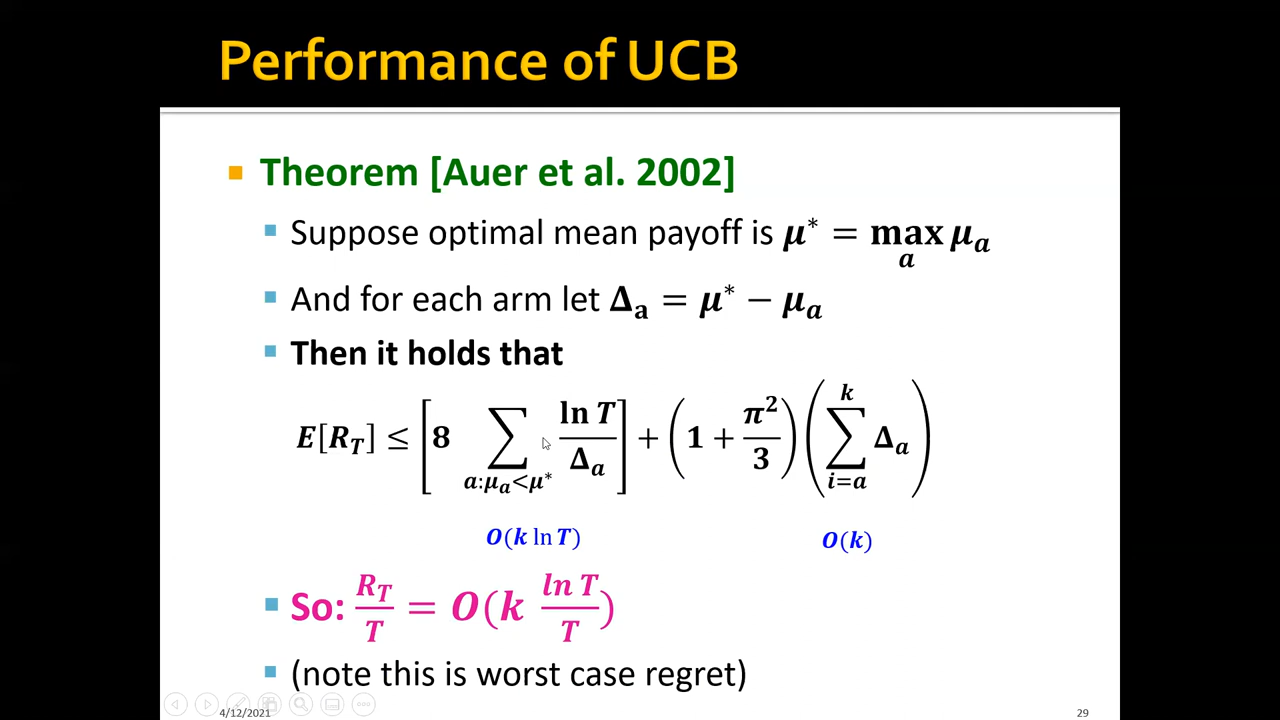 Performance of UCB
Theorem [Auer et al. 2002]
Suppose optimal mean payoff is μ* = max_a μ_a
And for each arm let Δ_a = μ* − μ_a
Then it holds that
E[R_T] ≤ [8 ∑_{a:μ_a<μ*} ln T / Δ_a] + (1 + π² / 3) (∑_{i=a}^{k} Δ_a)
O(k ln T) O(k)
So: R_T / T = O(k ln T / T)
(note this is worst case regret)
4/12/2021 29